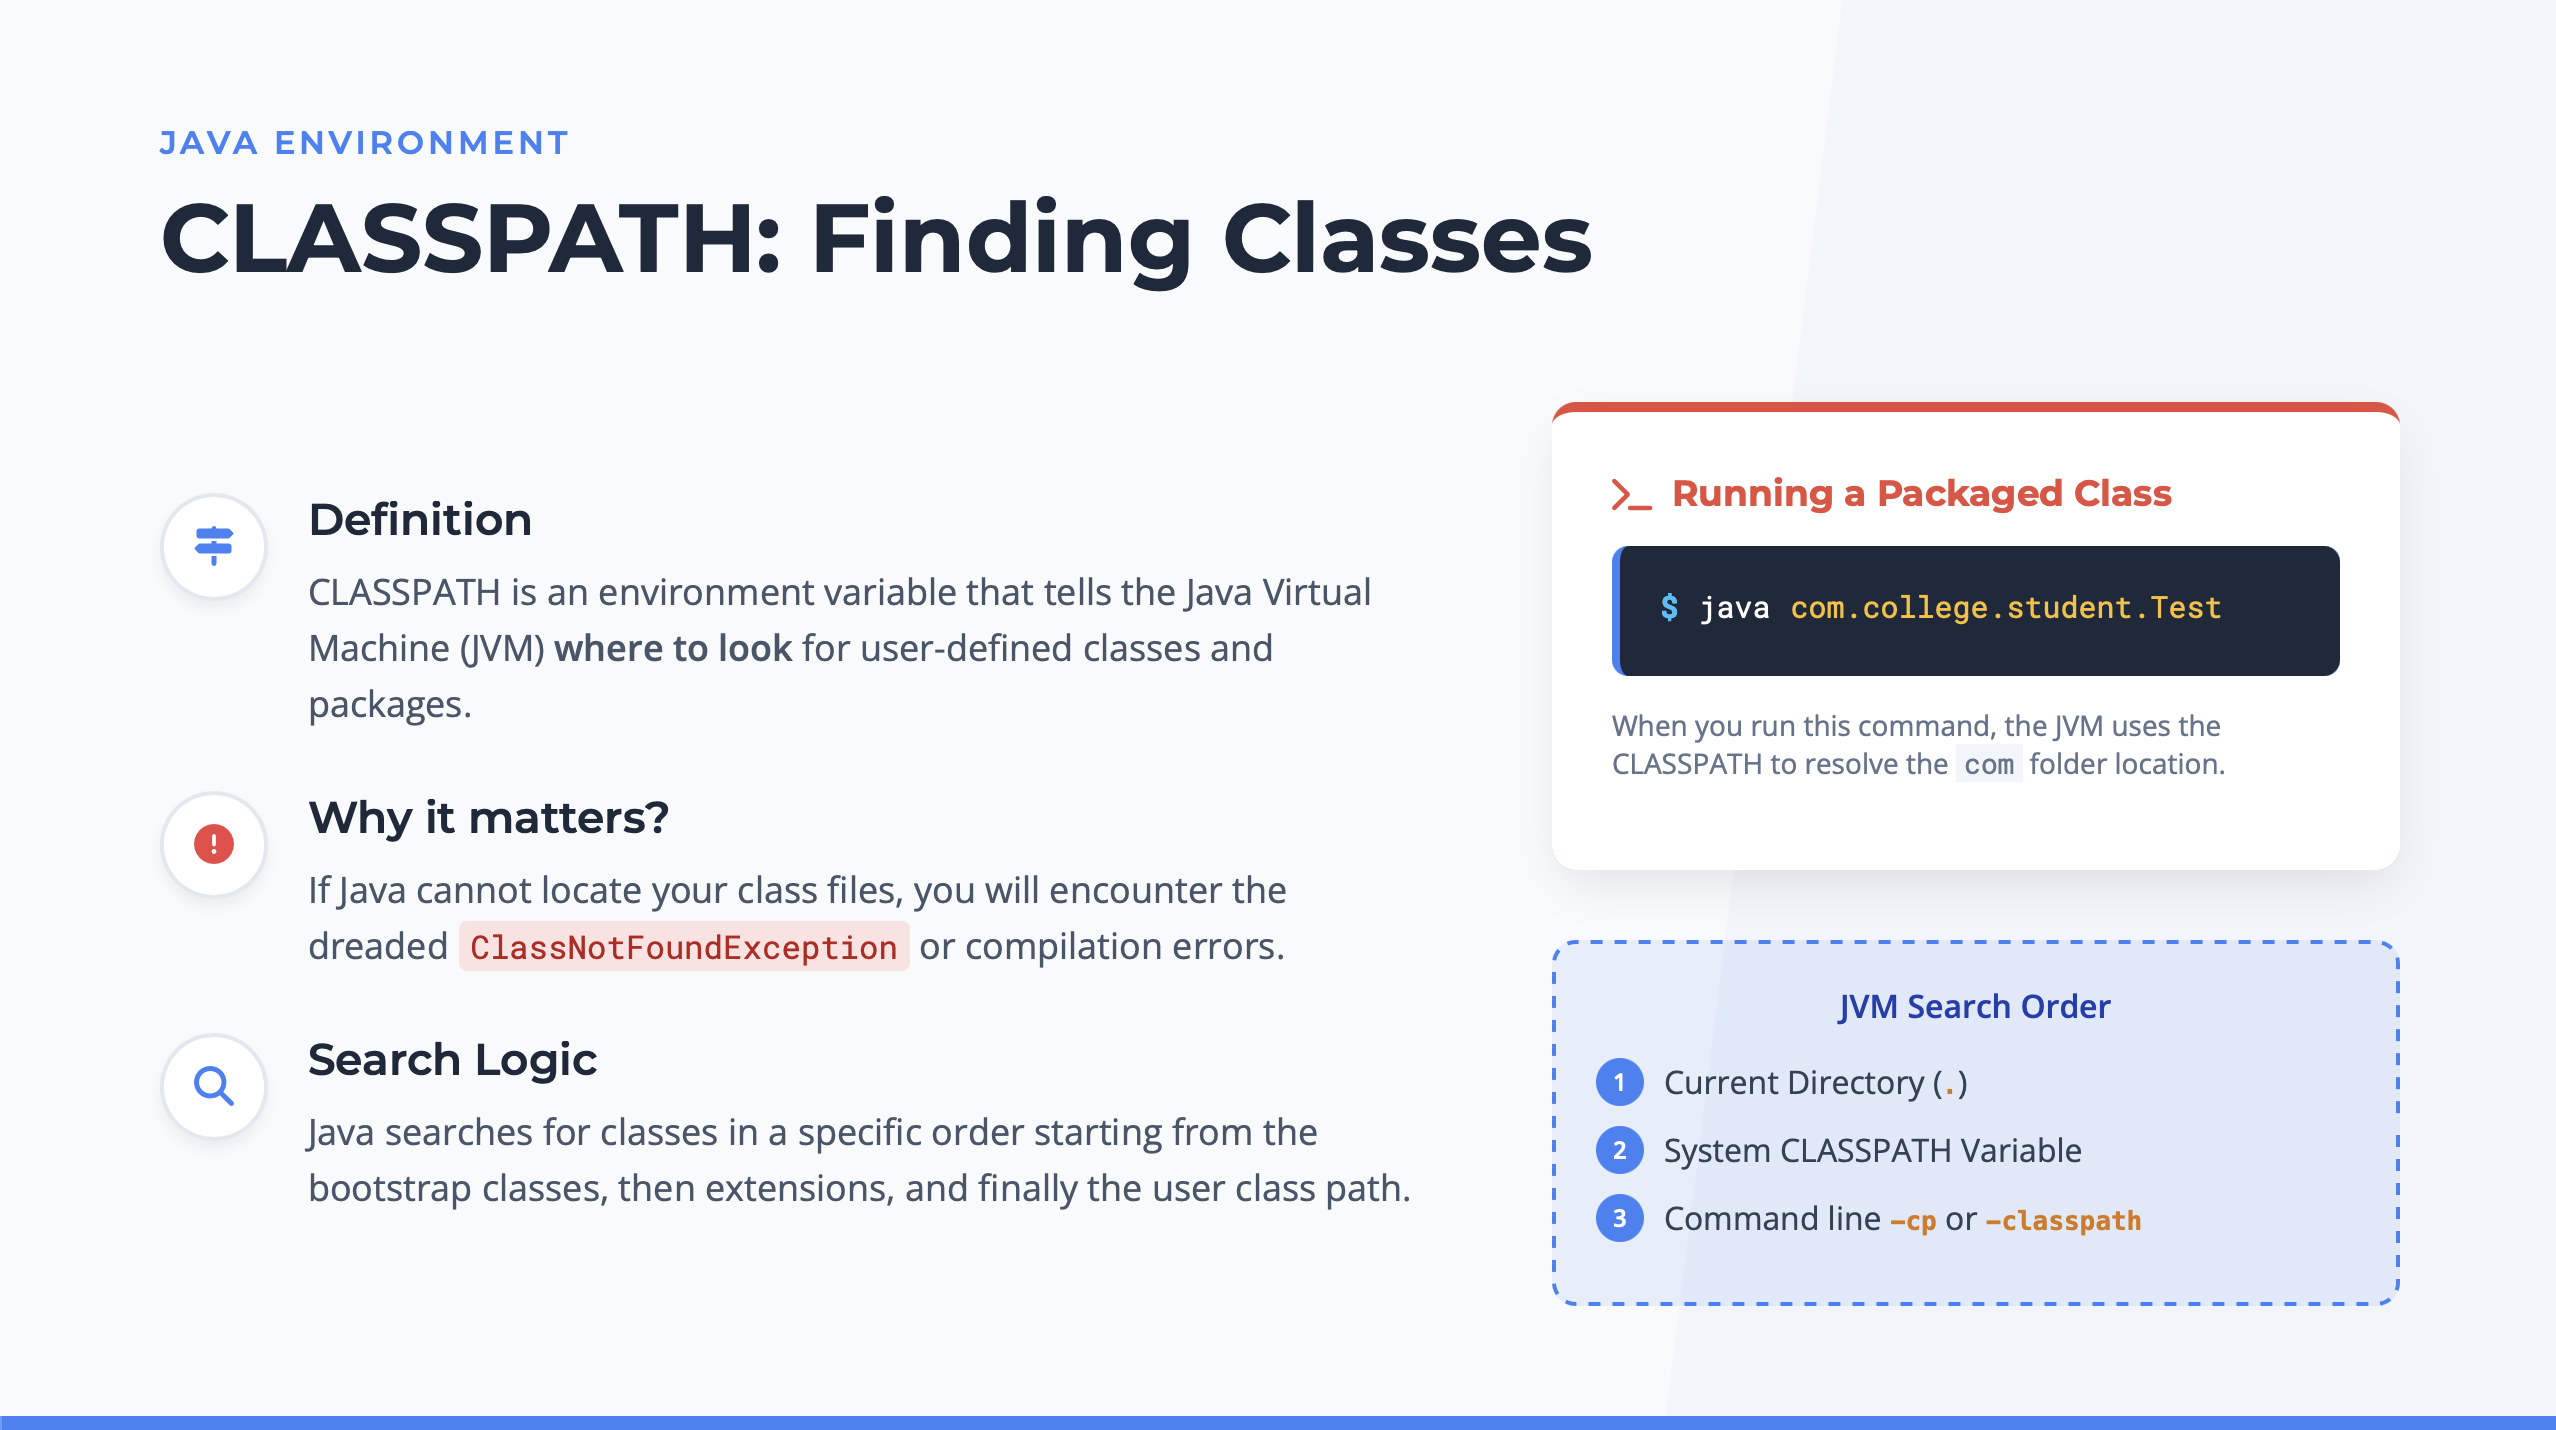 JAVA ENVIRONMENT
CLASSPATH: Finding Classes
Definition
CLASSPATH is an environment variable that tells the Java Virtual
Machine (JVM) where to look for user-defined classes and
packages.
Why it matters?
If Java cannot locate your class files, you will encounter the
dreaded ClassNotFoundException or compilation errors.
Search Logic
Java searches for classes in a specific order starting from the
bootstrap classes, then extensions, and finally the user class path.
Running a Packaged Class
$ java com.college.student.Test
When you run this command, the JVM uses the
CLASSPATH to resolve the com folder location.
JVM Search Order
1 Current Directory (.)
2 System CLASSPATH Variable
3 Command line -cp or -classpath